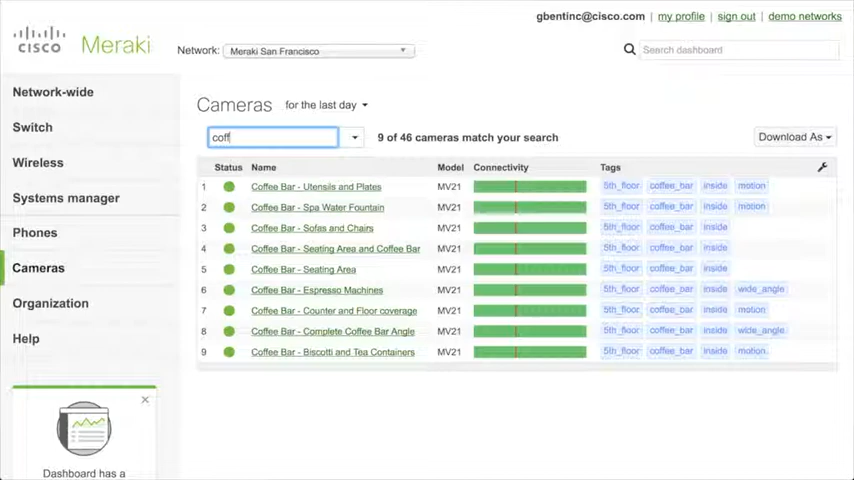 gbentinc@cisco.com | my profile | sign out | demo networks
CISCO Meraki
Network: Meraki San Francisco
Search dashboard
Network-wide
Switch
Wireless
Systems manager
Phones
Cameras
Organization
Help
Dashboard has a
Cameras for the last day
coff
9 of 46 cameras match your search
Download As
Status Name Model Connectivity Tags
1 Coffee Bar - Utensils and Plates MV21 5th_floor coffee_bar inside motion
2 Coffee Bar - Spa Water Fountain MV21 5th_floor coffee_bar inside motion
3 Coffee Bar - Sofas and Chairs MV21 5th_floor coffee_bar inside
4 Coffee Bar - Seating Area and Coffee Bar MV21 5th_floor coffee_bar inside
5 Coffee Bar - Seating Area MV21 5th_floor coffee_bar inside
6 Coffee Bar - Espresso Machines MV21 5th_floor coffee_bar inside wide_angle
7 Coffee Bar - Counter and Floor coverage MV21 5th_floor coffee_bar inside motion
8 Coffee Bar - Complete Coffee Bar Angle MV21 5th_floor coffee_bar inside wide_angle
9 Coffee Bar - Biscotti and Tea Containers MV21 5th_floor coffee_bar inside motion